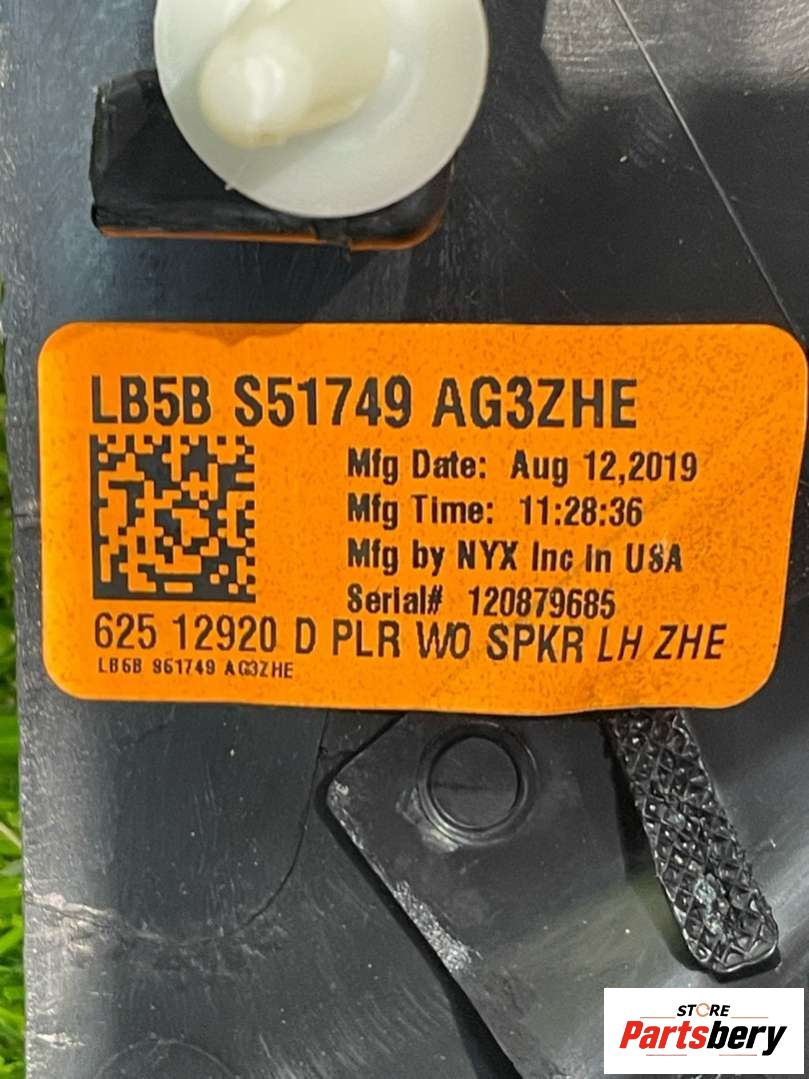 LB5B S51749 AG3ZHE
Mfg Date: Aug 12,2019
Mfg Time: 11:28:36
Mfg by NYX Inc in USA
Serial# 120879685
625 12920 D PLR WO SPKR LH ZHE
LB5B S51749 AG3ZHE
STORE
Partsbery